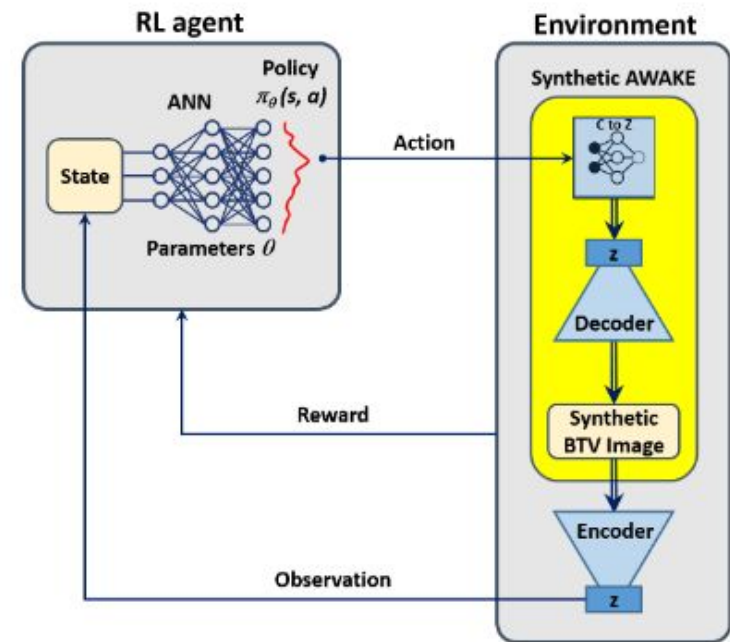 RL agent
State
ANN
Policy
πθ(s, a)
Parameters θ
Action
Reward
Observation
Environment
Synthetic AWAKE
C to Z
z
Decoder
Synthetic
BTV Image
Encoder
z